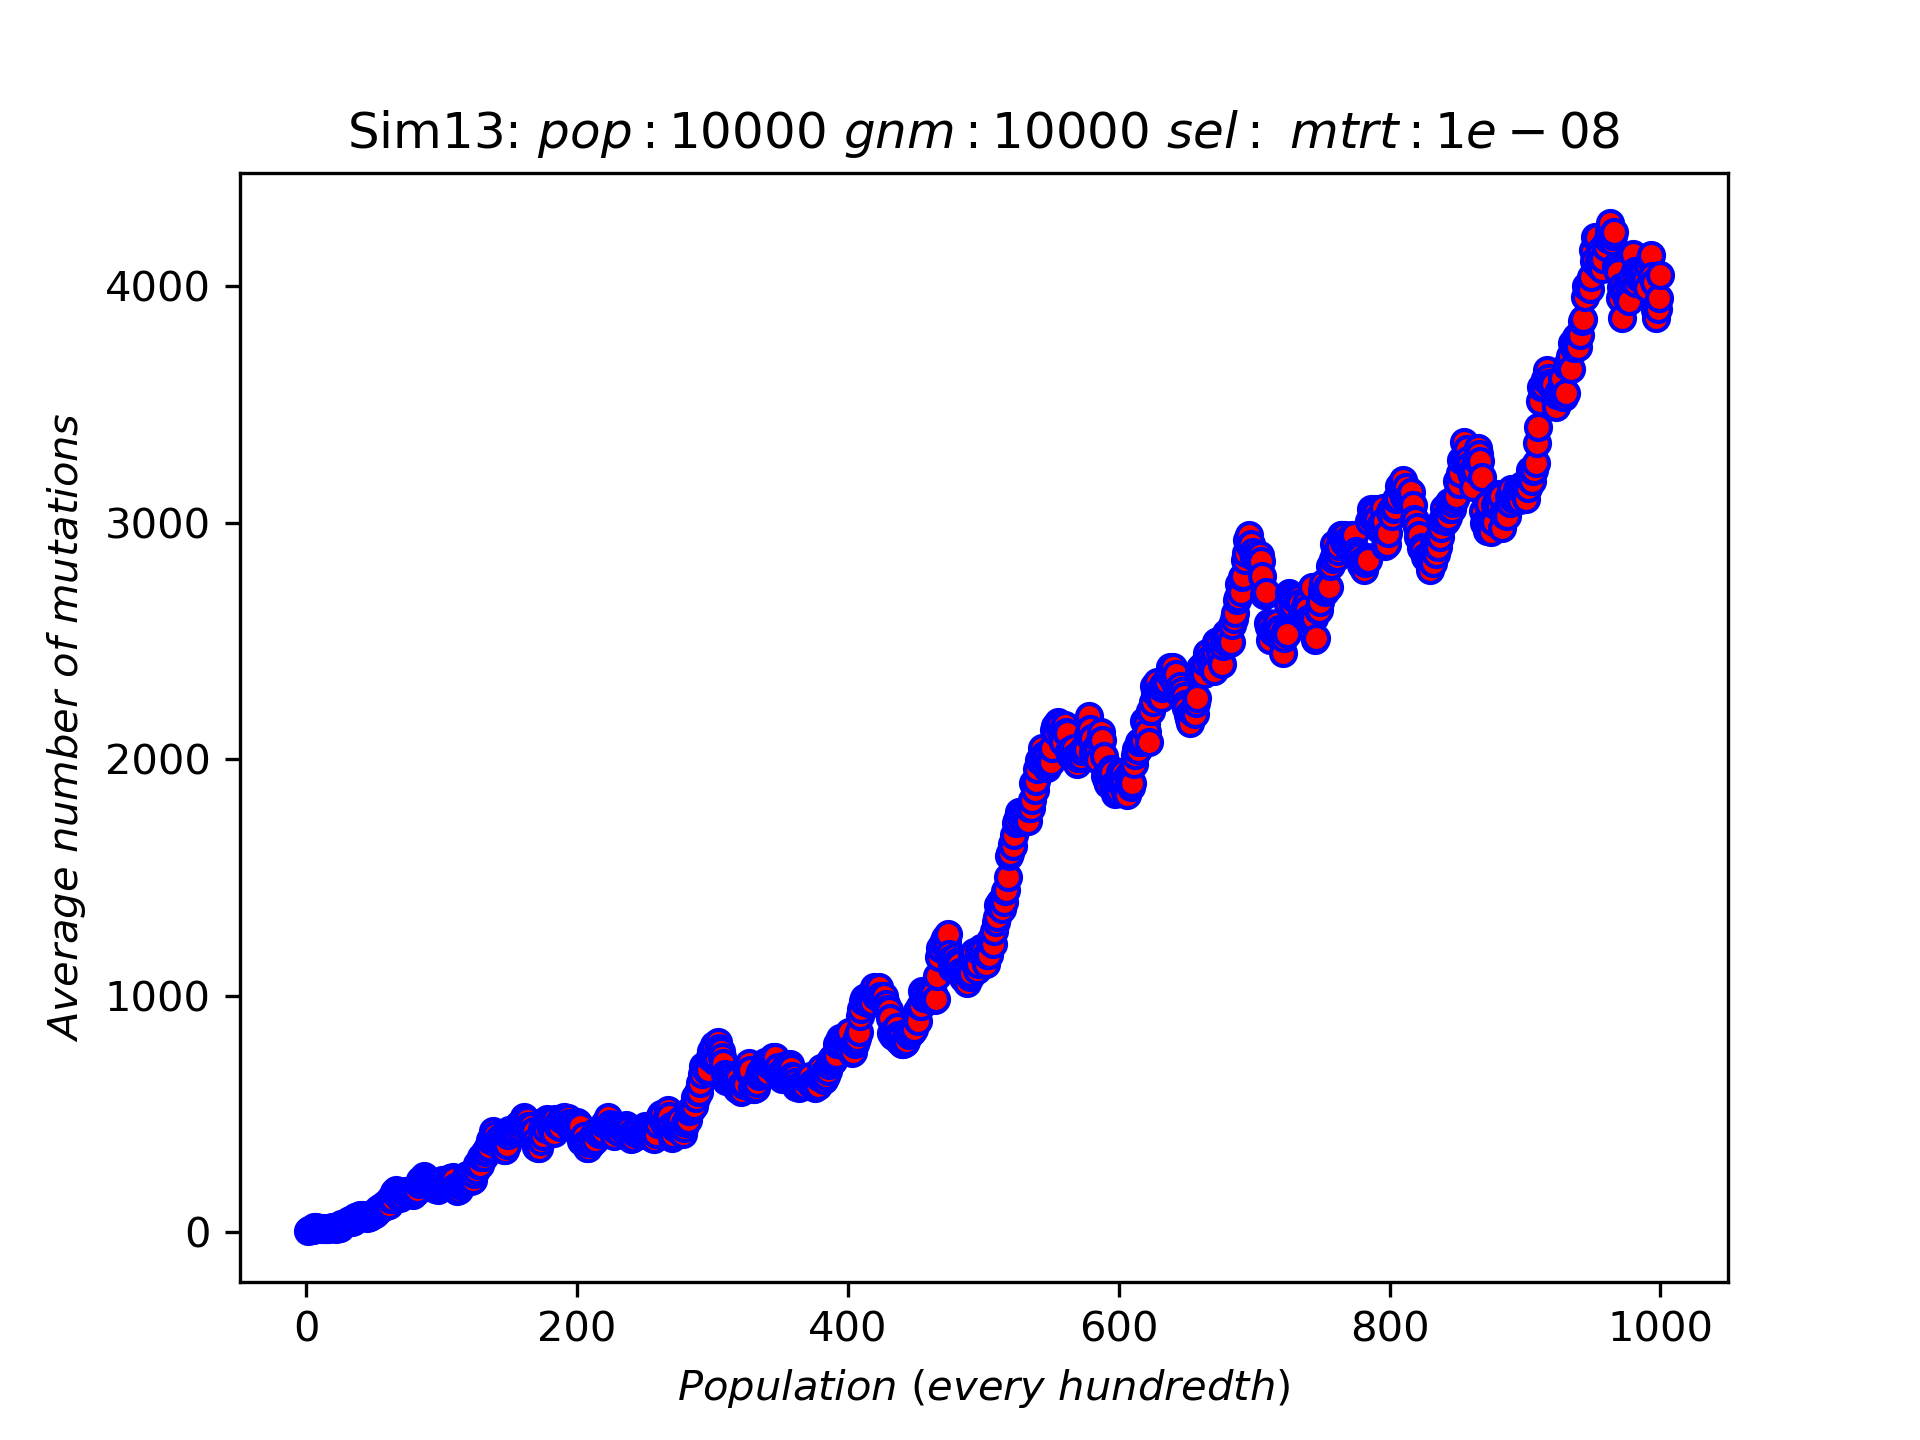 Sim13: pop : 10000 gnm : 10000 sel : mtrt : 1e − 08
Average number of mutations
4000
3000
2000
1000
0
0 200 400 600 800 1000
Population (every hundredth)